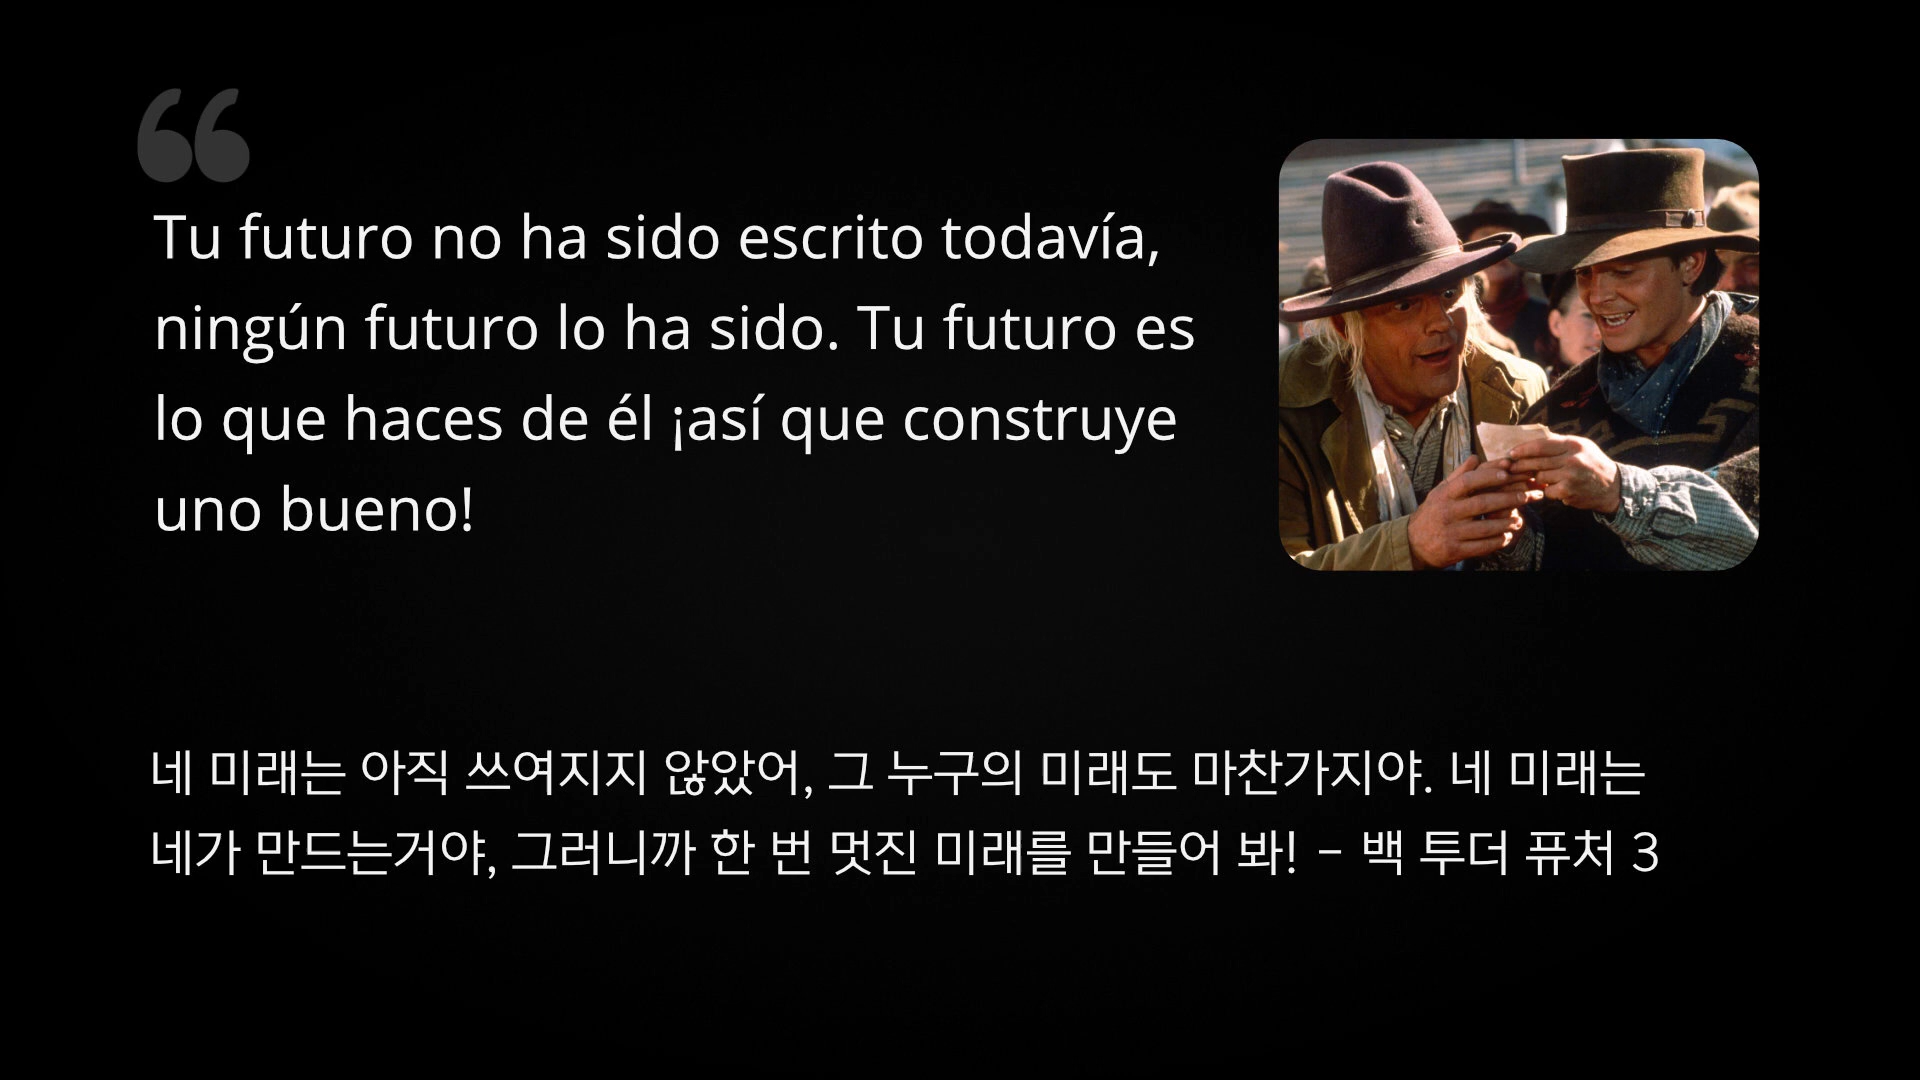 “
Tu futuro no ha sido escrito todavía,
ningún futuro lo ha sido. Tu futuro es
lo que haces de él ¡así que construye
uno bueno!
네 미래는 아직 쓰여지지 않았어, 그 누구의 미래도 마찬가지야. 네 미래는
네가 만드는거야, 그러니까 한 번 멋진 미래를 만들어 봐! – 백 투더 퓨처 3